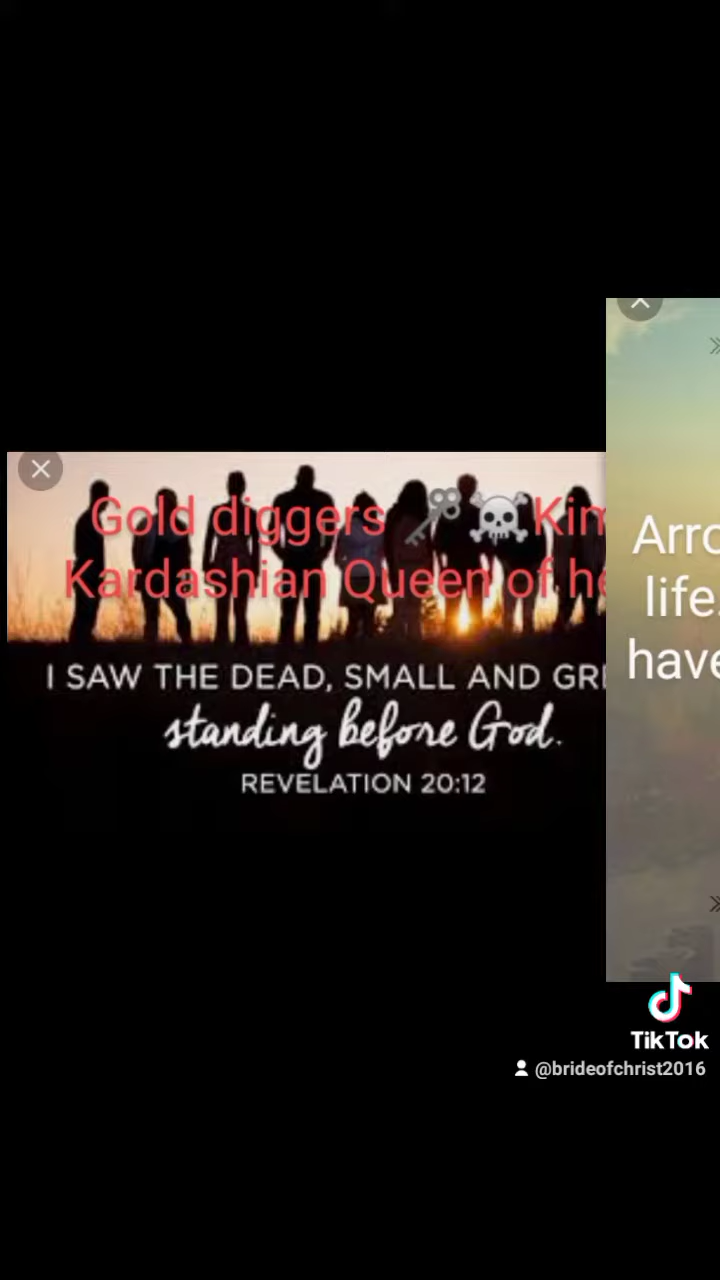 Gold diggers 🗝️☠️Kim
Kardashian Queen of
I SAW THE DEAD, SMALL AND
standing before God.
REVELATION 20:12
life
have
TikTok
@brideofchrist2016